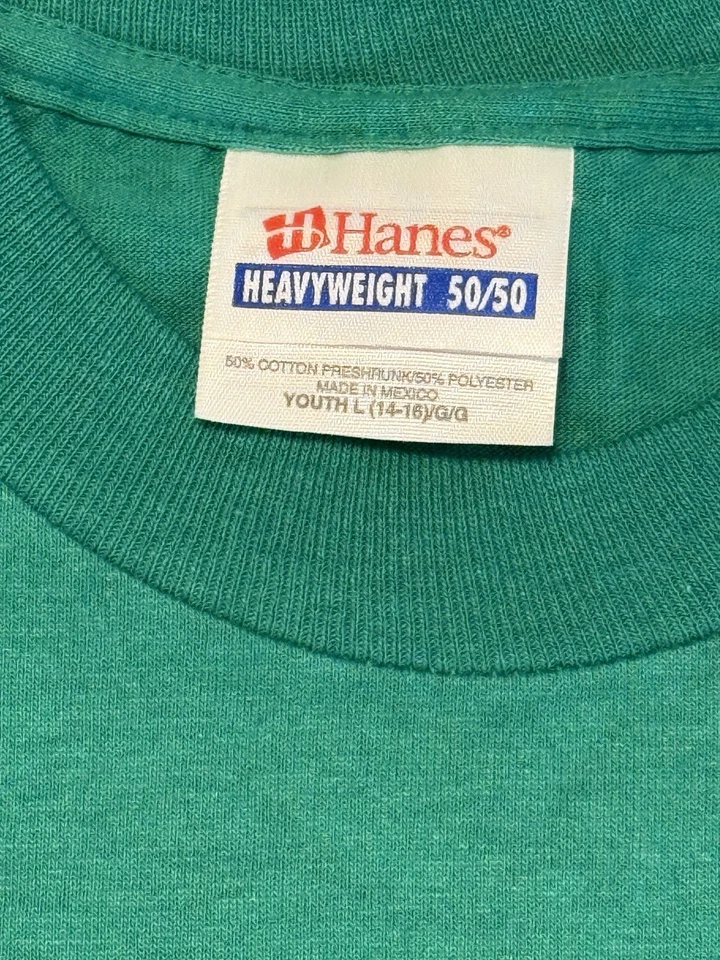 Hanes®
HEAVYWEIGHT 50/50
50% COTTON PRESHRUNK/50% POLYESTER
MADE IN MEXICO
YOUTH L (14-16)/G/G